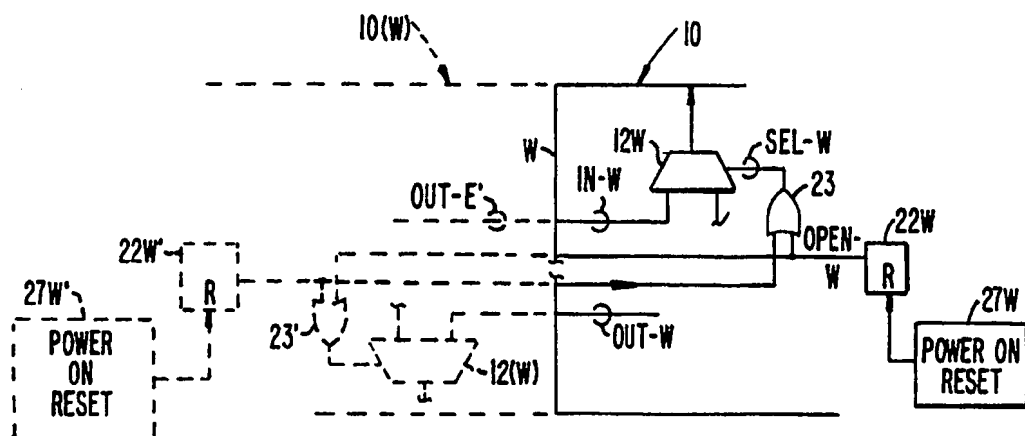 10(W)
10
W
12W
SEL-W
IN-W
OUT-E'
23
OPEN-
W
22W
R
22W'
R
27W'
POWER
ON
RESET
23'
12(W)
OUT-W
27W
POWER ON
RESET